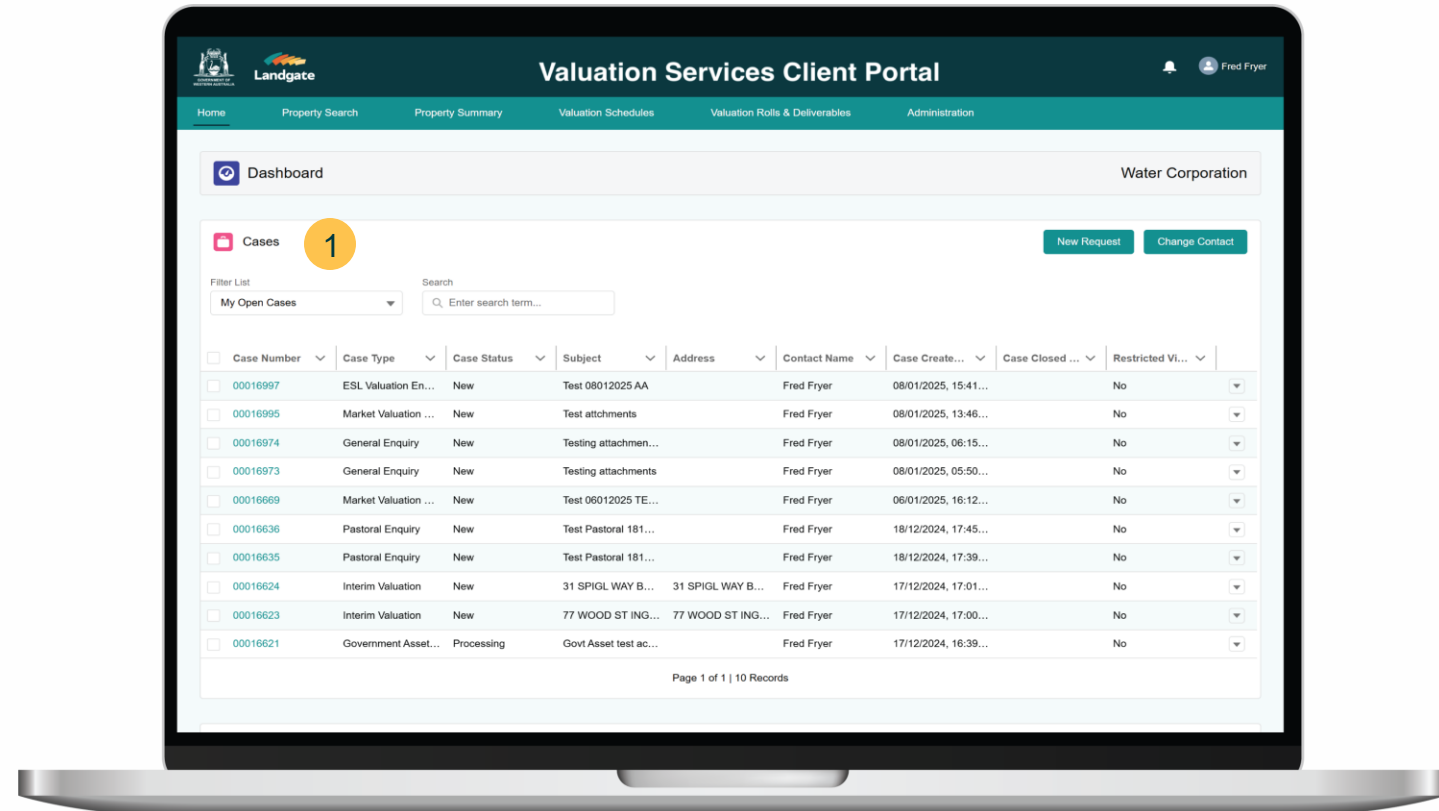 GOVERNMENT OF
WESTERN AUSTRALIA
Landgate
Valuation Services Client Portal
Fred Fryer
Home Property Search Property Summary Valuation Schedules Valuation Rolls & Deliverables Administration
Dashboard Water Corporation
Cases 1 New Request Change Contact
Filter List Search
My Open Cases Enter search term...
Case Number Case Type Case Status Subject Address Contact Name Case Create... Case Closed ... Restricted Vi...
00016997 ESL Valuation En... New Test 08012025 AA Fred Fryer 08/01/2025, 15:41... No
00016995 Market Valuation ... New Test attchments Fred Fryer 08/01/2025, 13:46... No
00016974 General Enquiry New Testing attachmen... Fred Fryer 08/01/2025, 06:15... No
00016973 General Enquiry New Testing attachments Fred Fryer 08/01/2025, 05:50... No
00016669 Market Valuation ... New Test 06012025 TE... Fred Fryer 06/01/2025, 16:12... No
00016636 Pastoral Enquiry New Test Pastoral 181... Fred Fryer 18/12/2024, 17:45... No
00016635 Pastoral Enquiry New Test Pastoral 181... Fred Fryer 18/12/2024, 17:39... No
00016624 Interim Valuation New 31 SPIGL WAY B... 31 SPIGL WAY B... Fred Fryer 17/12/2024, 17:01... No
00016623 Interim Valuation New 77 WOOD ST ING... 77 WOOD ST ING... Fred Fryer 17/12/2024, 17:00... No
00016621 Government Asset... Processing Govt Asset test ac... Fred Fryer 17/12/2024, 16:39... No
Page 1 of 1 | 10 Records